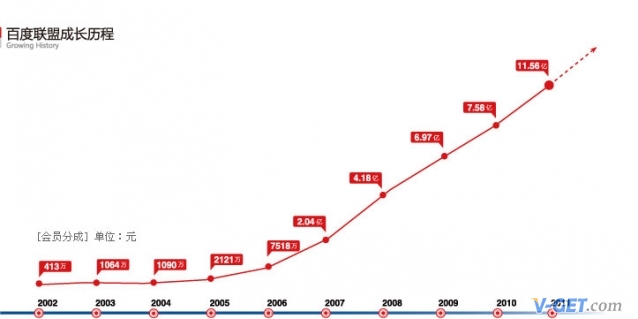 百度联盟成长历程
Growing History
11.56亿
7.58亿
6.97亿
4.18亿
2.04亿
[会员分成] 单位：元
7518万
2121万
1090万
1064万
413万
2002 2003 2004 2005 2006 2007 2008 2009 2010 2011
V-GET.com